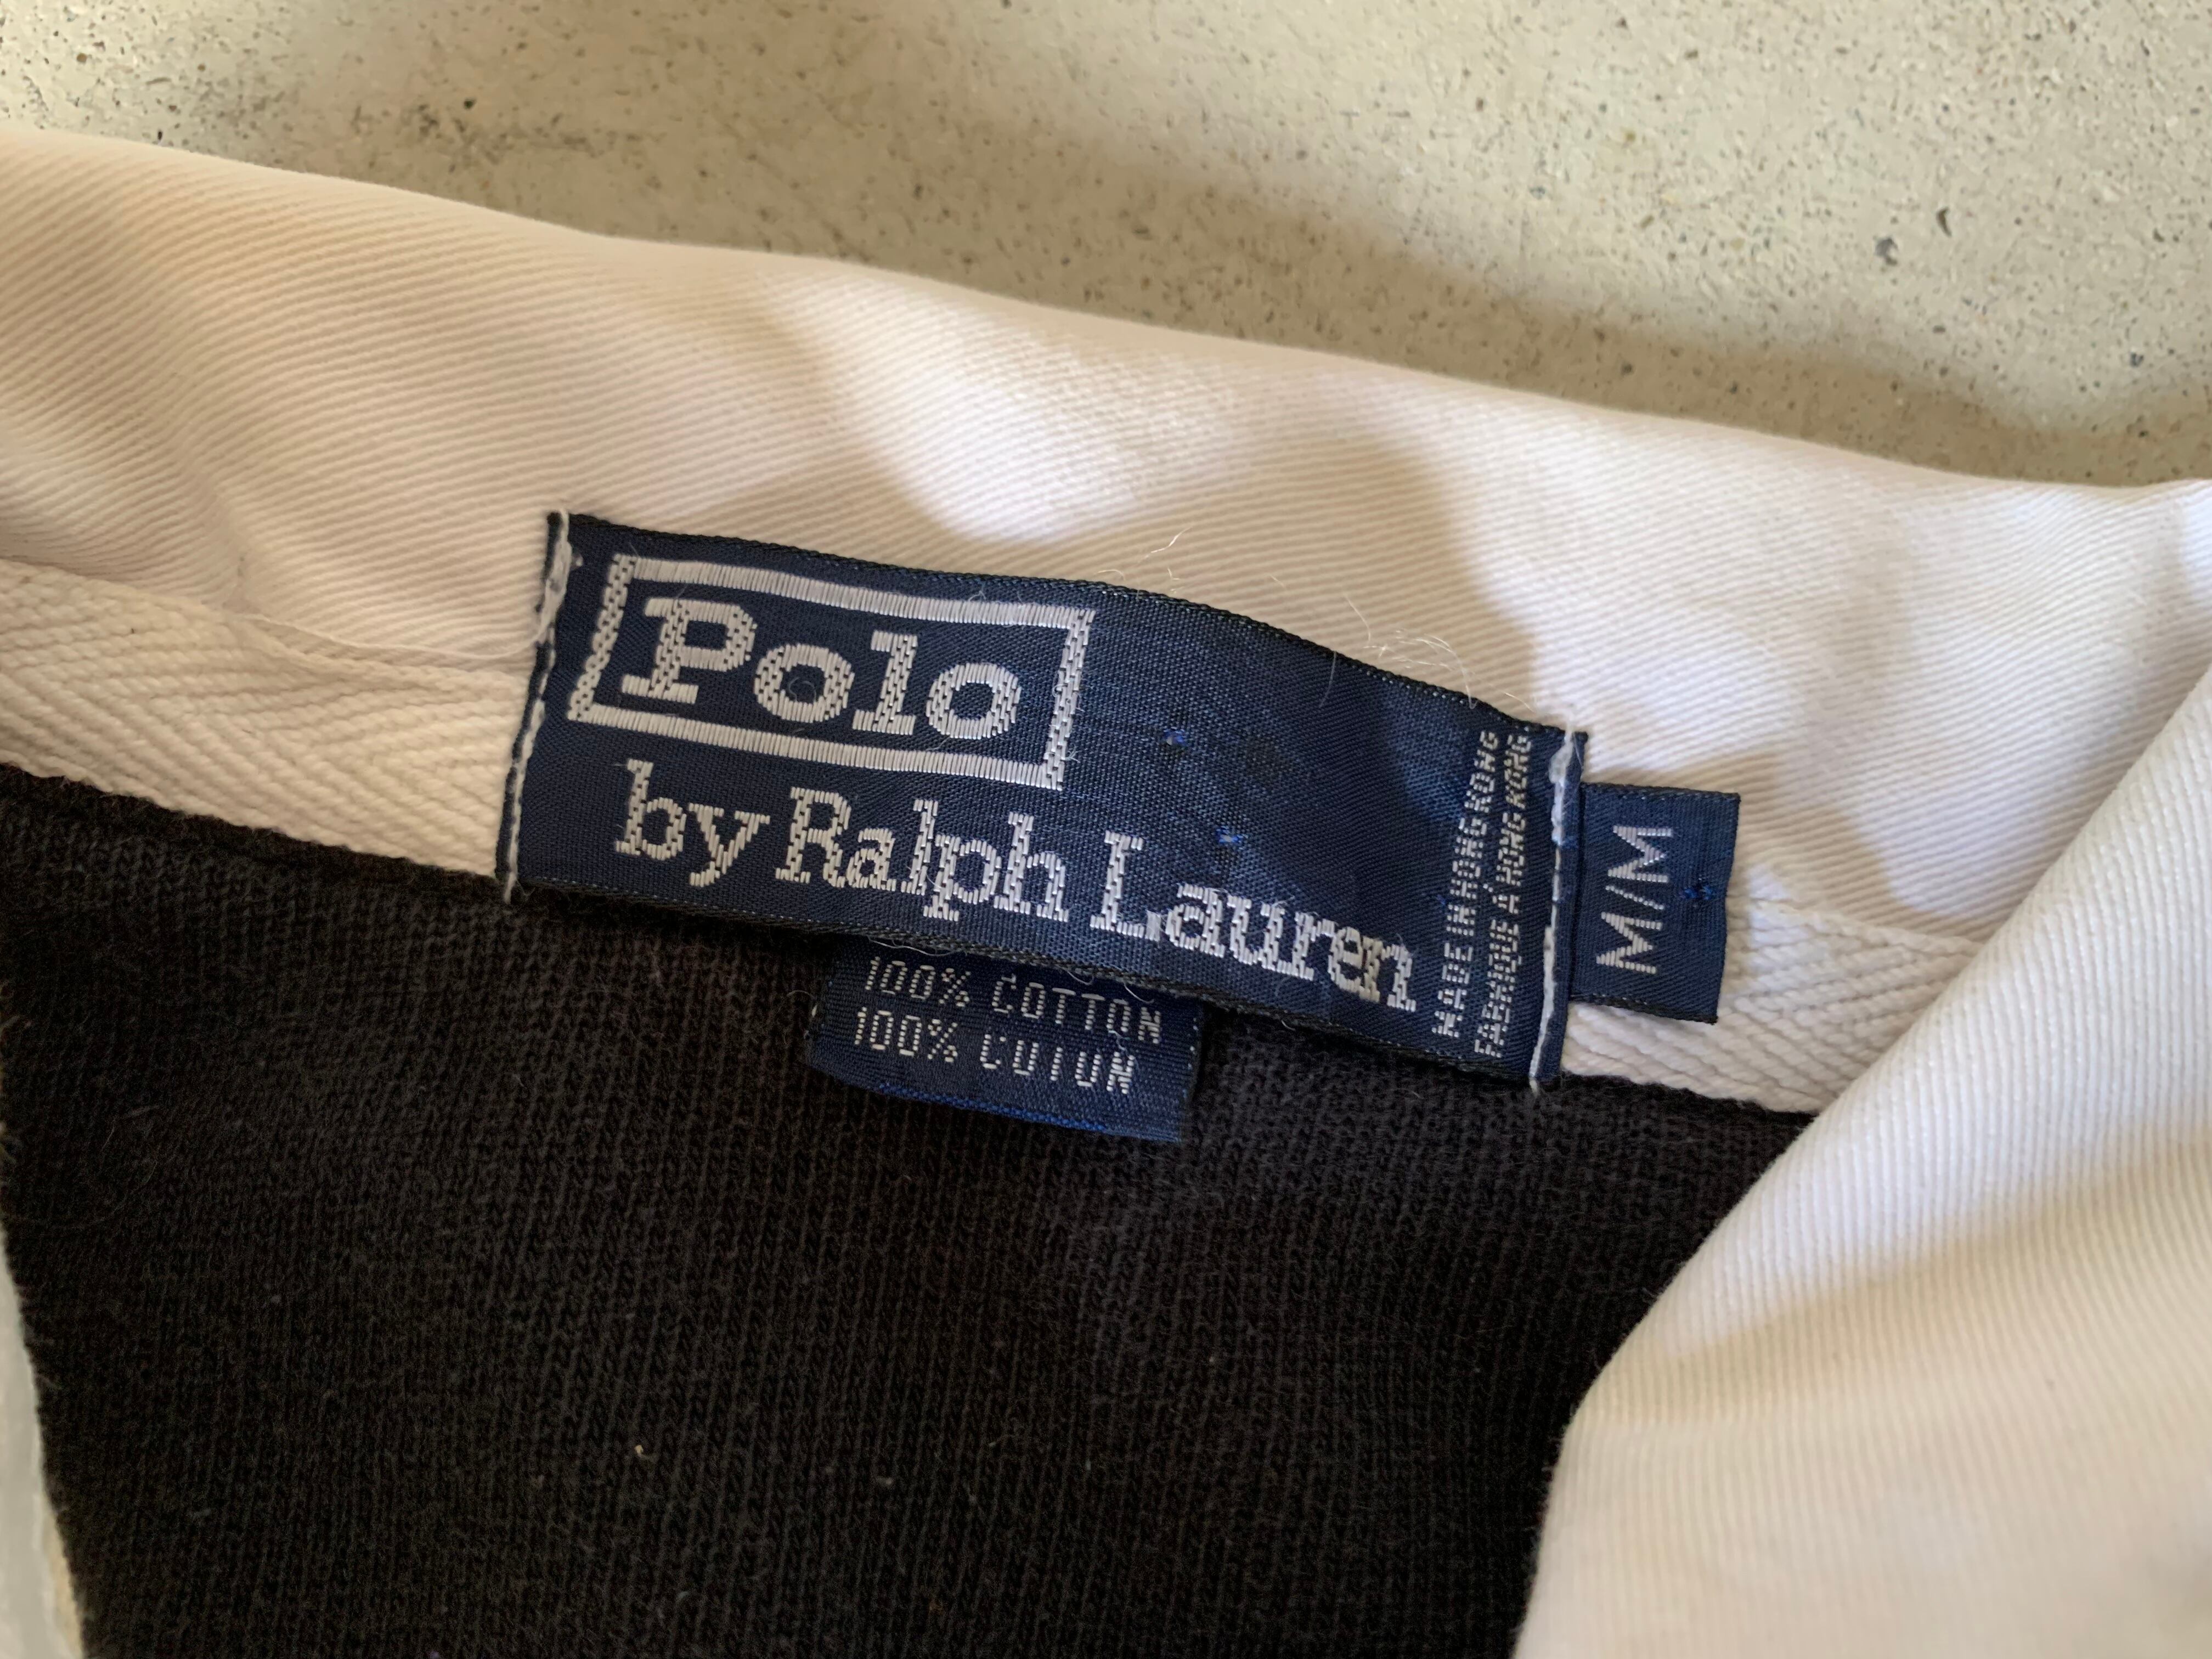 Polo
by Ralph Lauren
MADE IN HONG KONG
FABRIQUÉ À HONG KONG.
M/M
100% COTTON
100% COTON